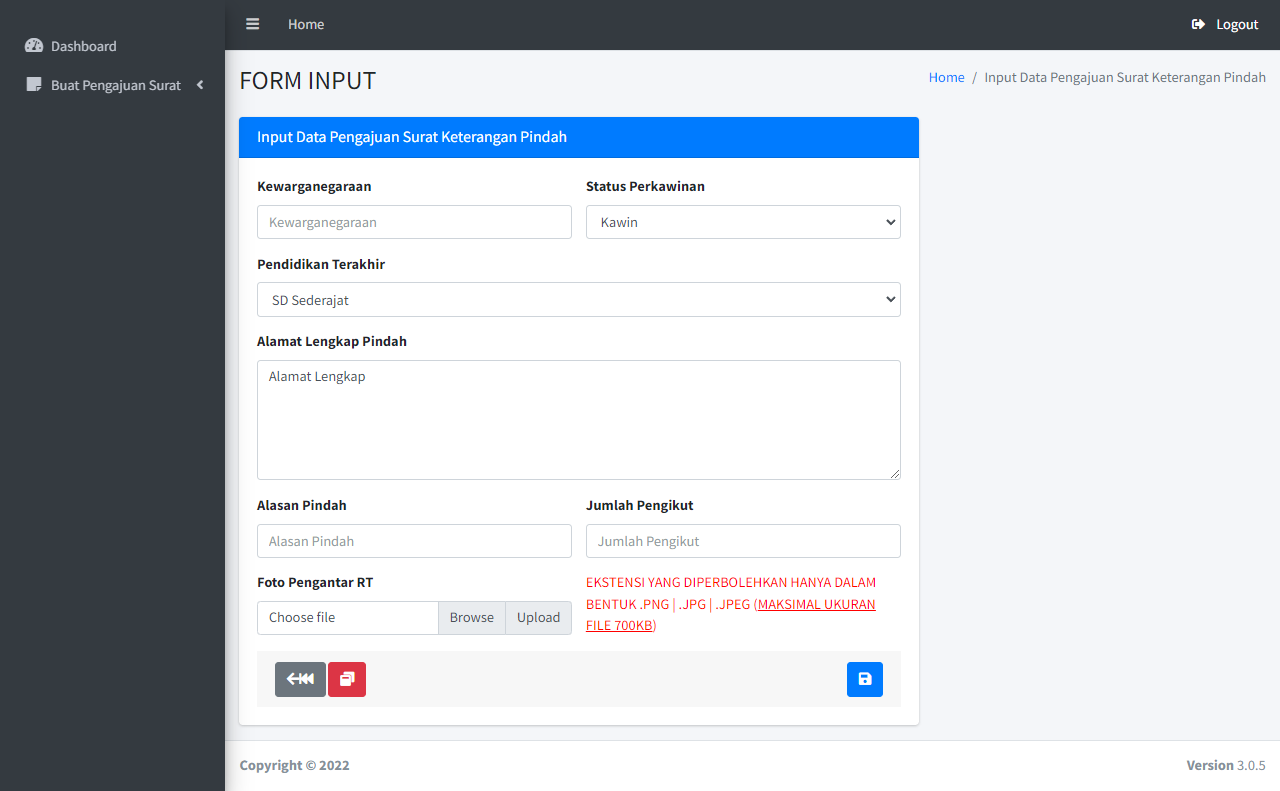 Home
Logout
Dashboard
Buat Pengajuan Surat
FORM INPUT
Home / Input Data Pengajuan Surat Keterangan Pindah
Input Data Pengajuan Surat Keterangan Pindah
Kewarganegaraan
Status Perkawinan
Kewarganegaraan
Kawin
Pendidikan Terakhir
SD Sederajat
Alamat Lengkap Pindah
Alamat Lengkap
Alasan Pindah
Jumlah Pengikut
Alasan Pindah
Jumlah Pengikut
Foto Pengantar RT
Choose file
Browse
Upload
EKSTENSI YANG DIPERBOLEHKAN HANYA DALAM
BENTUK .PNG | .JPG | .JPEG (MAKSIMAL UKURAN
FILE 700KB)
Copyright © 2022
Version 3.0.5